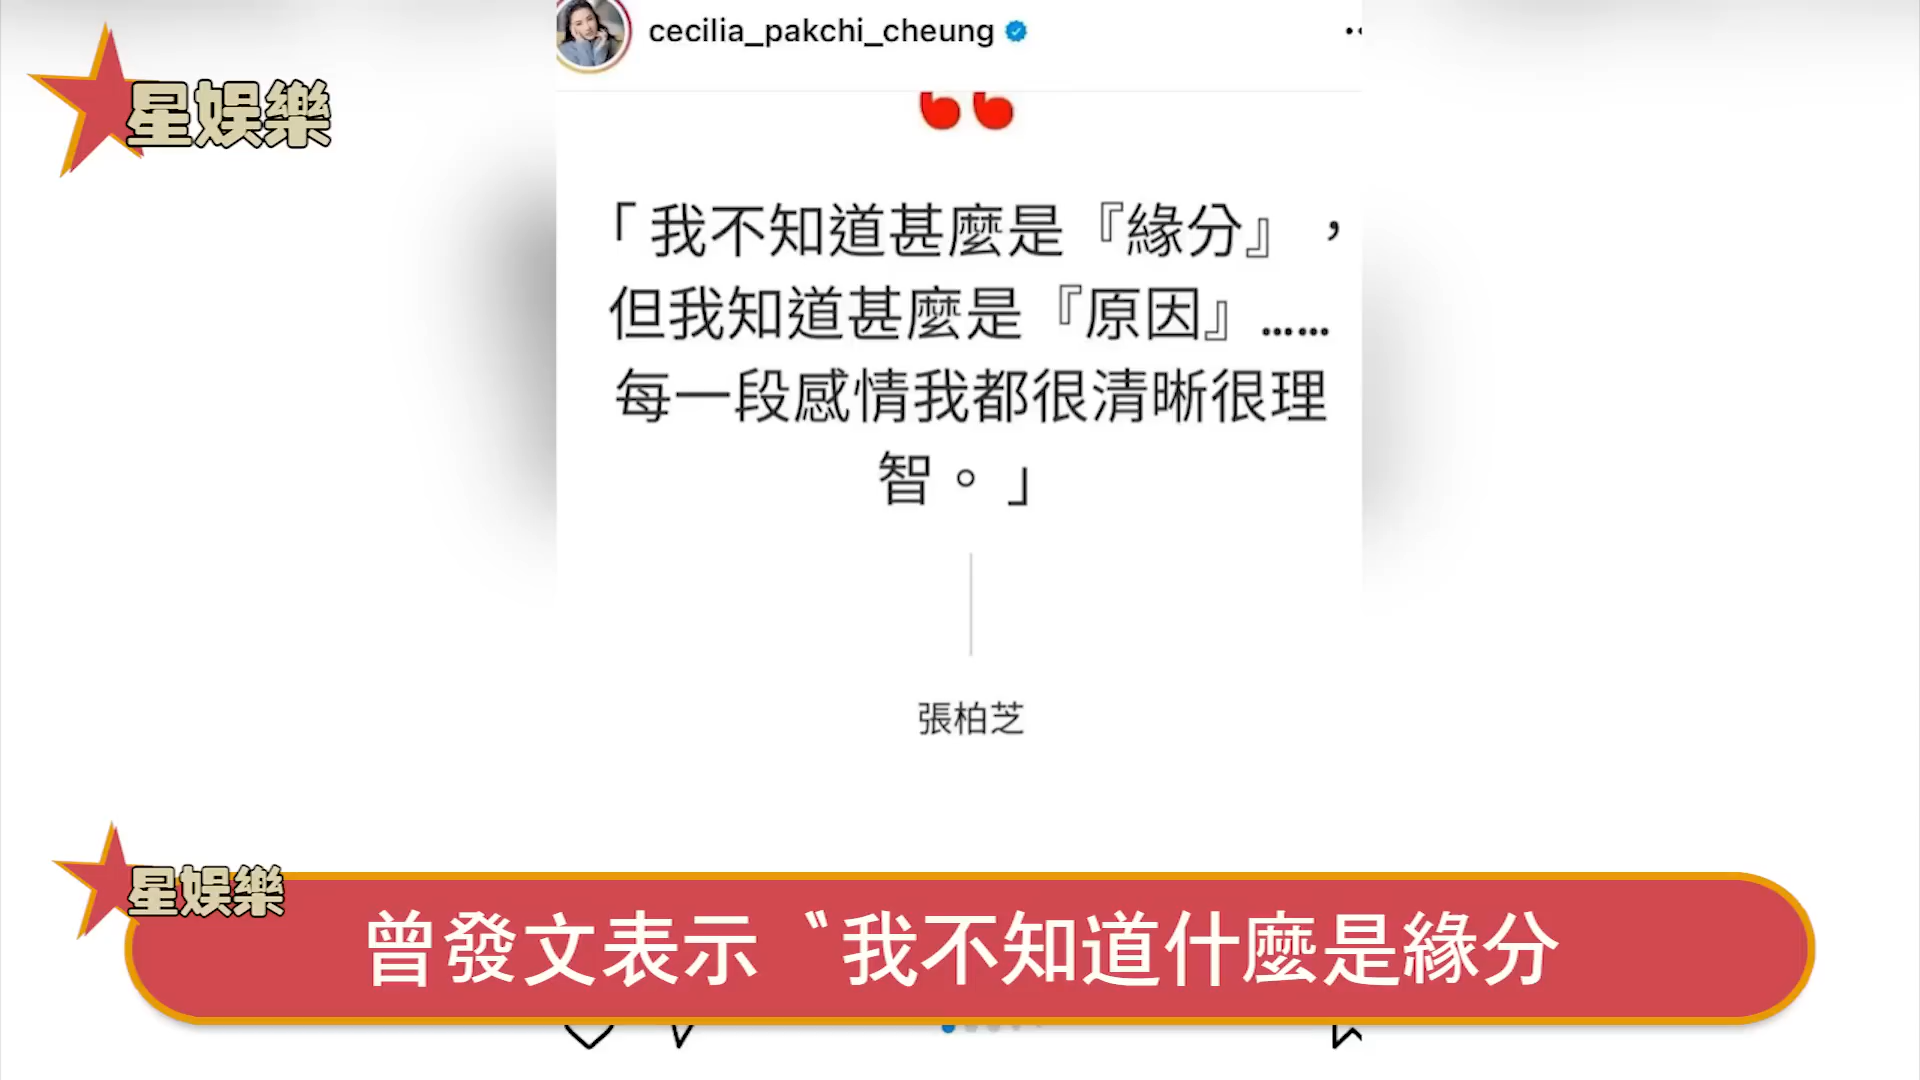 cecilia_pakchi_cheung
星娛樂
「我不知道甚麼是『緣分』，
但我知道甚麼是『原因』……
每一段感情我都很清晰很理
智。」
張柏芝
星娛樂
曾發文表示〝我不知道什麼是緣分